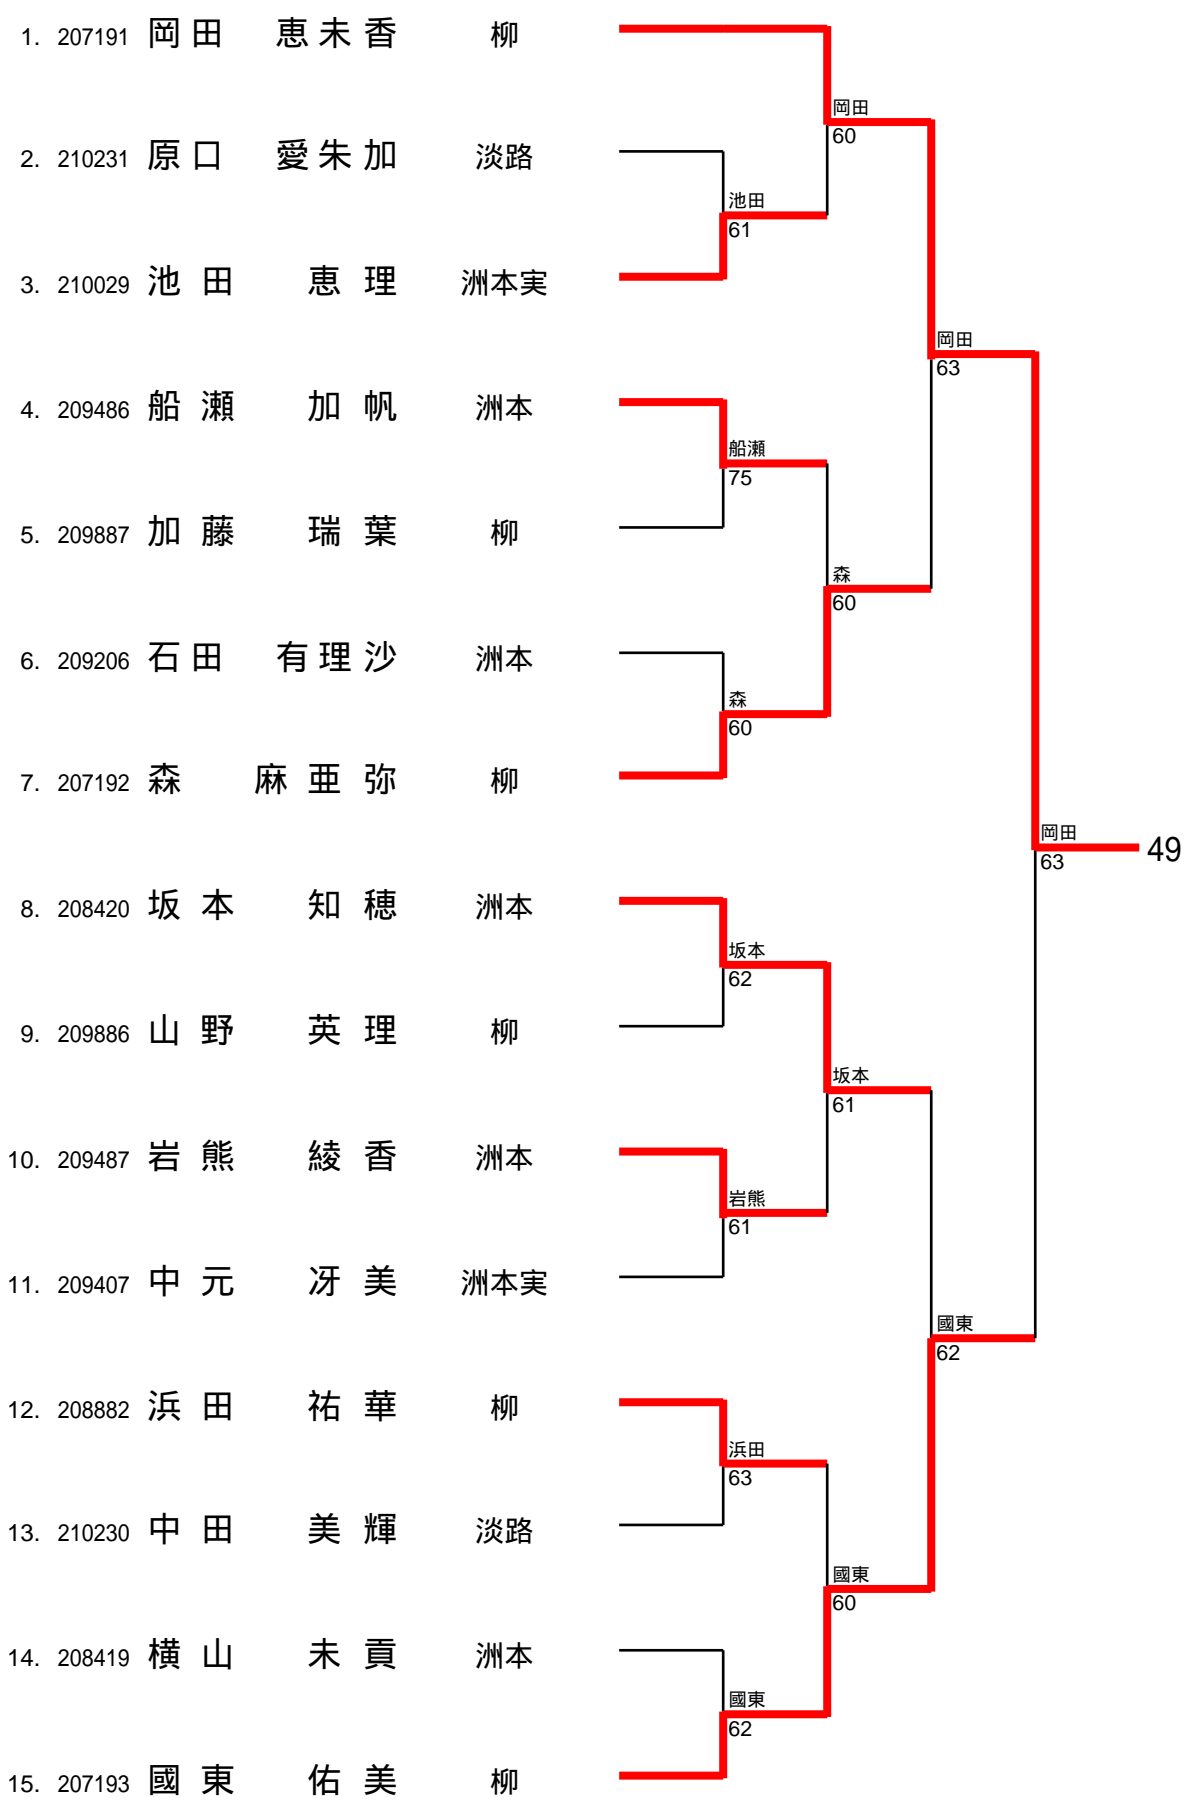 1. 207191 岡田 恵未香 柳
岡田
60
2. 210231 原口 愛朱加 淡路
池田
61
3. 210029 池田 恵理 洲本実
岡田
63
4. 209486 船瀬 加帆 洲本
船瀬
75
5. 209887 加藤 瑞葉 柳
森
60
6. 209206 石田 有理沙 洲本
森
60
7. 207192 森 麻亜弥 柳
岡田
63
49
8. 208420 坂本 知穂 洲本
坂本
62
9. 209886 山野 英理 柳
坂本
61
10. 209487 岩熊 綾香 洲本
岩熊
61
11. 209407 中元 冴美 洲本実
國東
62
12. 208882 浜田 祐華 柳
浜田
63
13. 210230 中田 美輝 淡路
國東
60
14. 208419 横山 未貢 洲本
國東
62
15. 207193 國東 佑美 柳